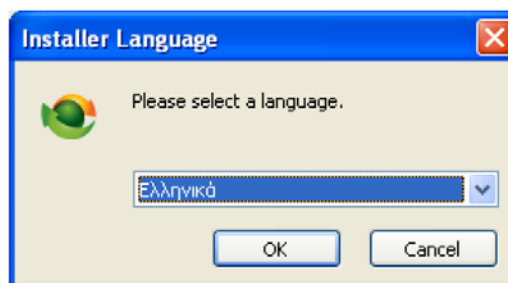 Installer Language
Please select a language.
Ελληνικά
OK
Cancel